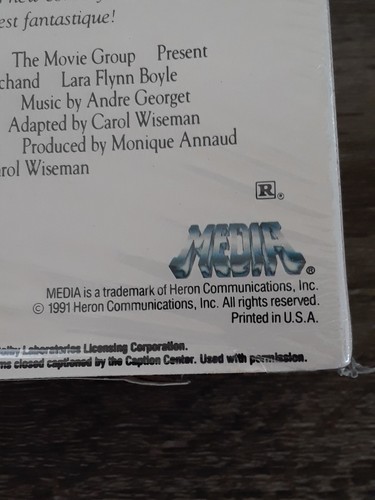 est fantastique!
The Movie Group Present
chand Lara Flynn Boyle
Music by Andre Georget
Adapted by Carol Wiseman
Produced by Monique Annaud
rol Wiseman
R ®
MEDIA ®
MEDIA is a trademark of Heron Communications, Inc.
© 1991 Heron Communications, Inc. All rights reserved.
Printed in U.S.A.
Laboratories Licensing Corporation.
ms closed captioned by the Caption Center. Used with permission.